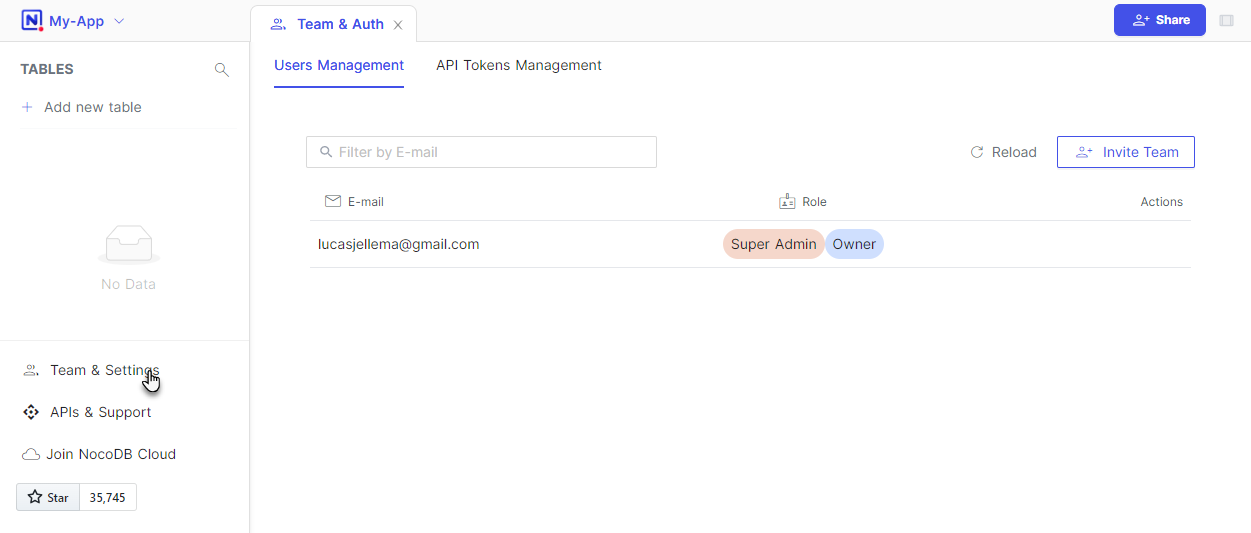 My-App
Team & Auth
Share
TABLES
Add new table
No Data
Team & Settings
APIs & Support
Join NocoDB Cloud
Star 35,745
Users Management API Tokens Management
Filter by E-mail Reload Invite Team
E-mail Role Actions
lucasjellema@gmail.com Super Admin Owner